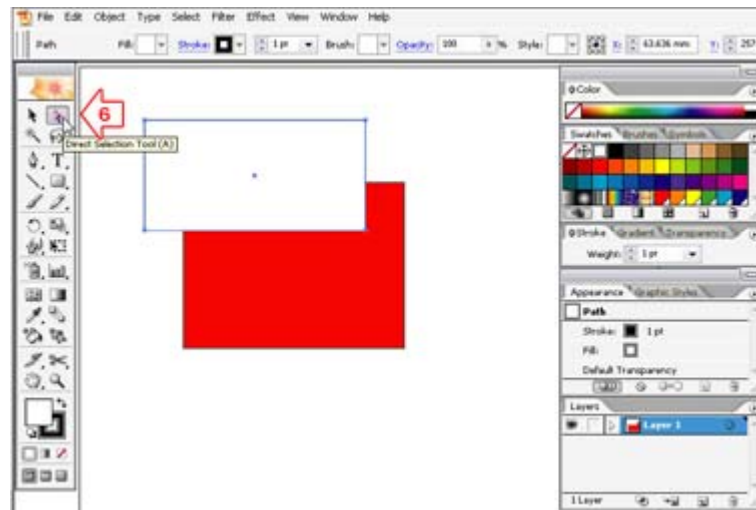 File Edit Object Type Select Filter Effect View Window Help
Path Fill: Stroke: 1 pt Brush: Opacity: 100 % Style: X: 63.636 mm Y: 257
6
Direct Selection Tool (A)
Color
Swatches Brushes Symbols
Stroke Gradient Transparency
Weight: 1 pt
Appearance Graphic Styles
Path
Stroke: 1 pt
Fill:
Default Transparency
Layers
Layer 1
1 Layer